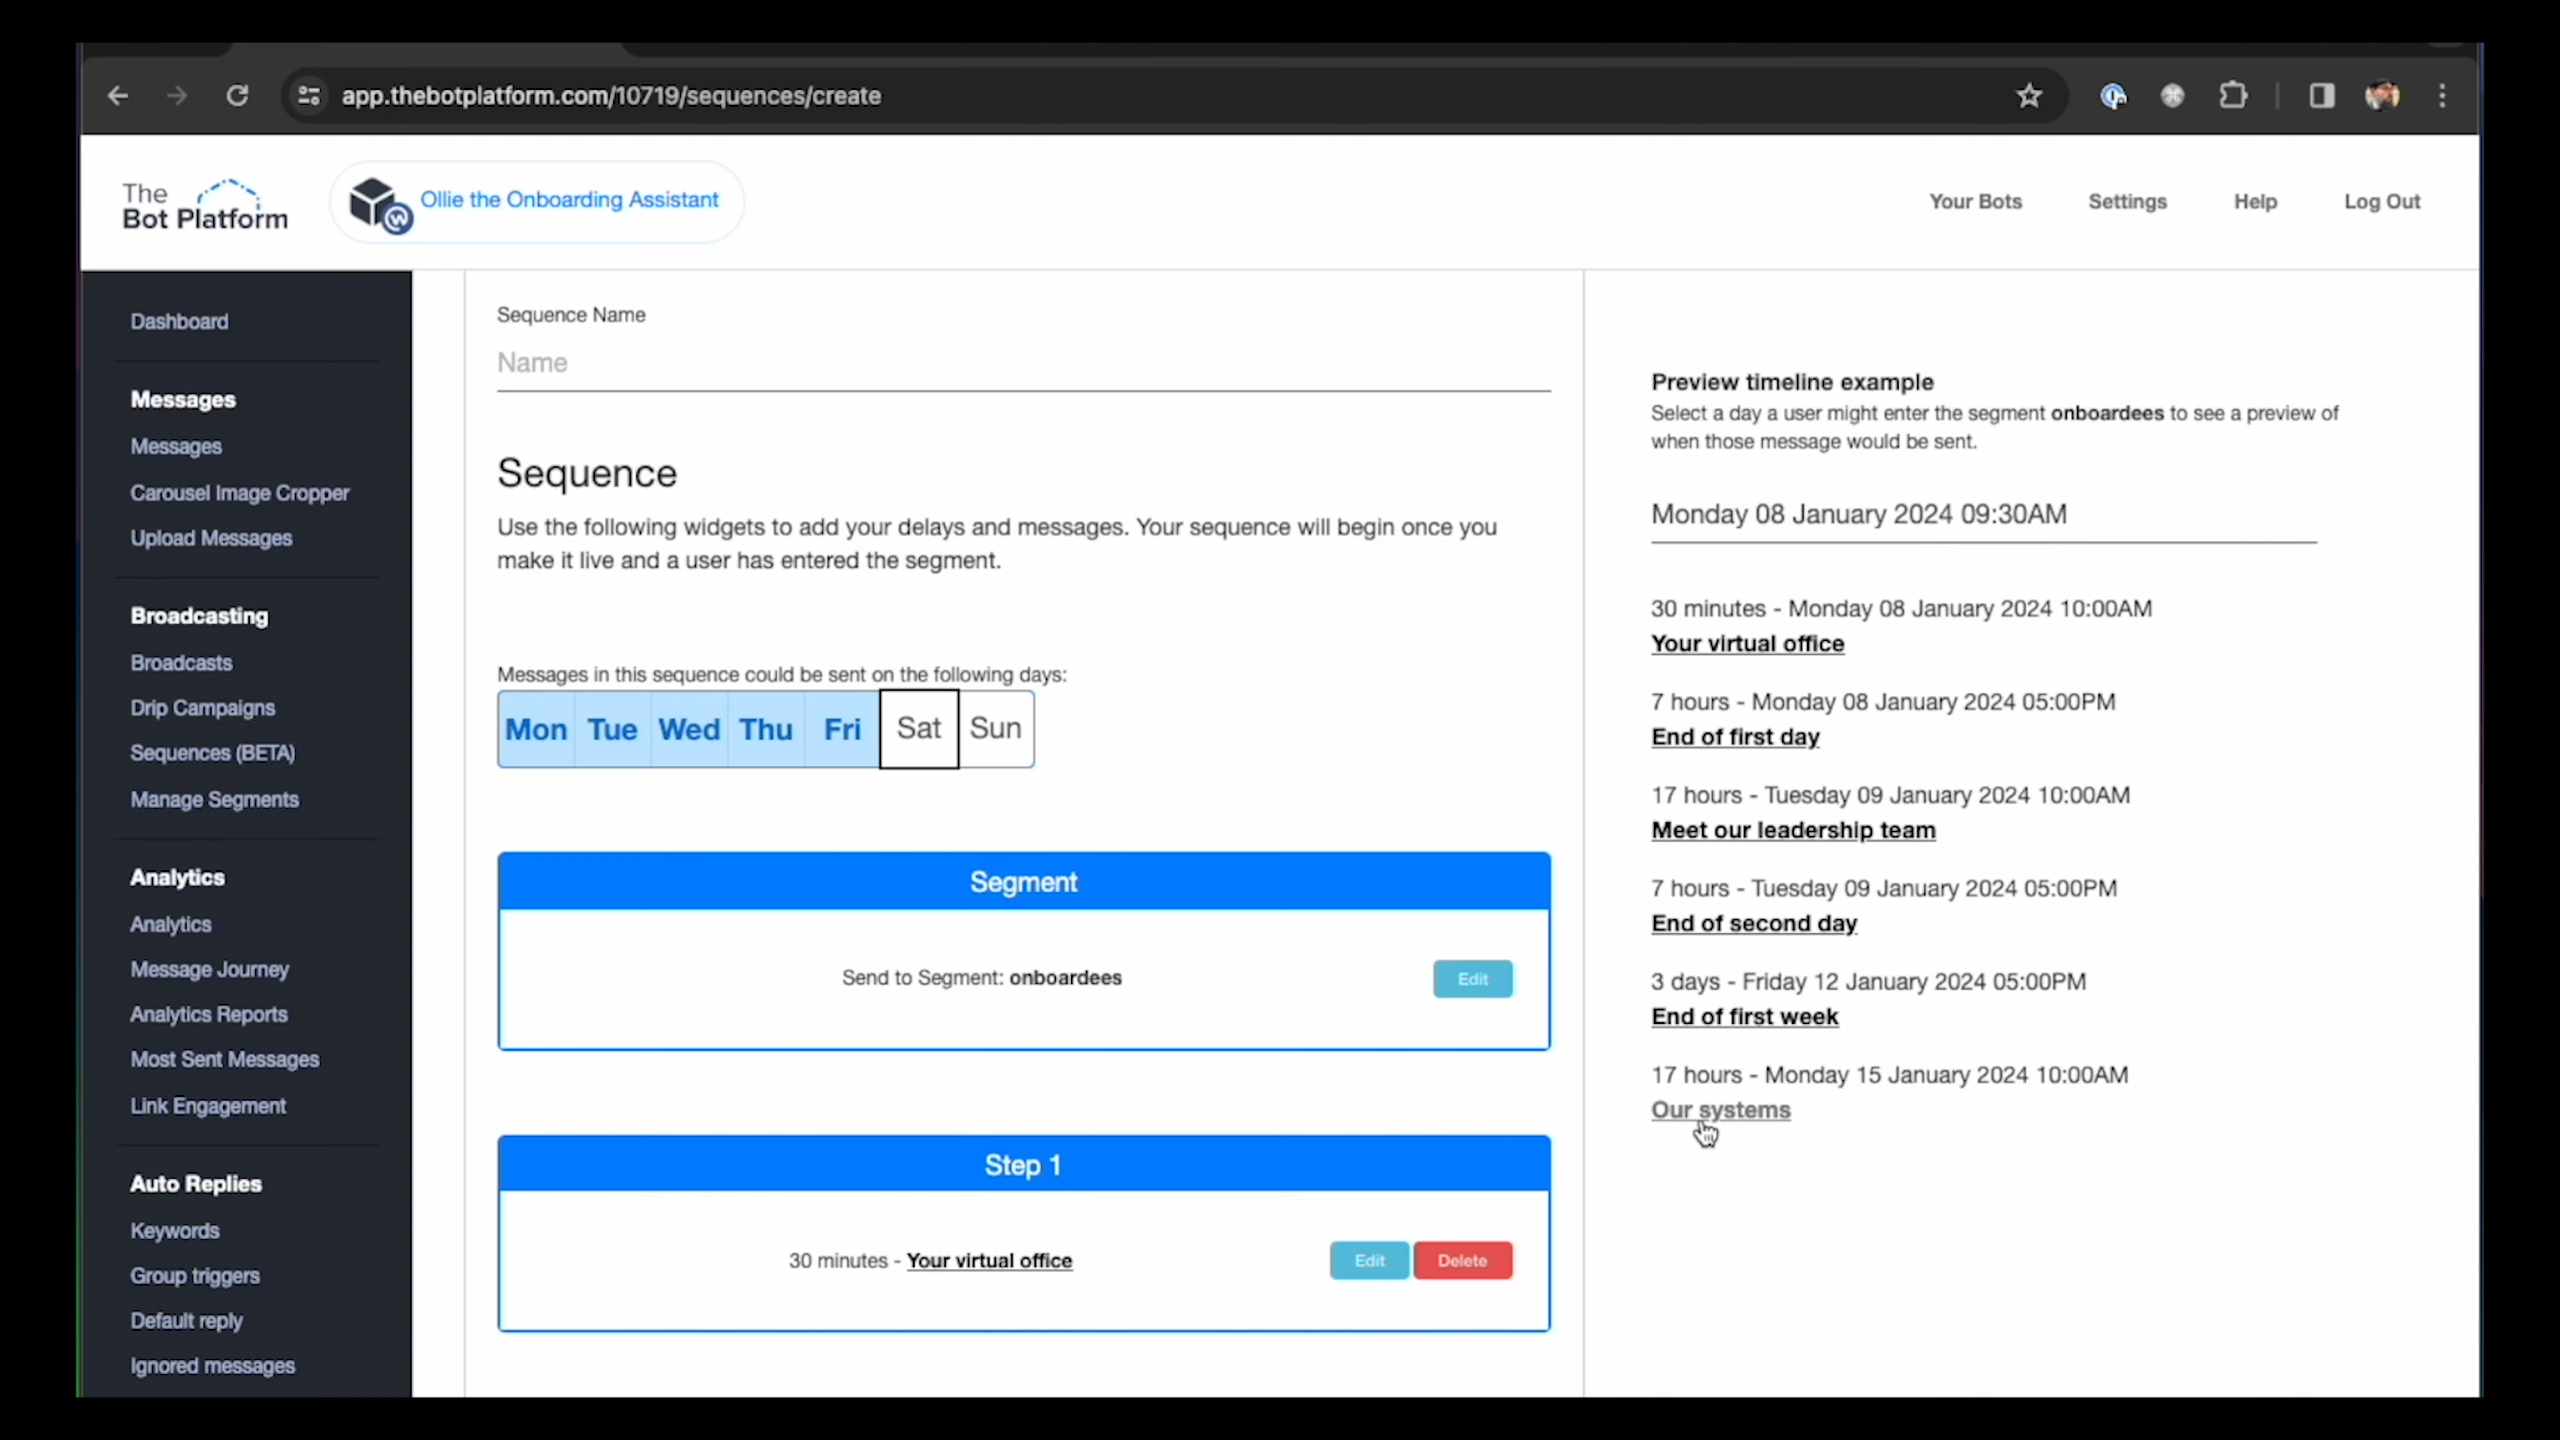 app.thebotplatform.com/10719/sequences/create
The
Bot Platform
Ollie the Onboarding Assistant
Your Bots
Settings
Help
Log Out
Dashboard
Messages
Messages
Carousel Image Cropper
Upload Messages
Broadcasting
Broadcasts
Drip Campaigns
Sequences (BETA)
Manage Segments
Analytics
Analytics
Message Journey
Analytics Reports
Most Sent Messages
Link Engagement
Auto Replies
Keywords
Group triggers
Default reply
Ignored messages
Sequence Name
Name
Sequence
Use the following widgets to add your delays and messages. Your sequence will begin once you
make it live and a user has entered the segment.
Messages in this sequence could be sent on the following days:
Mon Tue Wed Thu Fri Sat Sun
Segment
Send to Segment: onboardees
Edit
Step 1
30 minutes - Your virtual office
Edit
Delete
Preview timeline example
Select a day a user might enter the segment onboardees to see a preview of
when those message would be sent.
Monday 08 January 2024 09:30AM
30 minutes - Monday 08 January 2024 10:00AM
Your virtual office
7 hours - Monday 08 January 2024 05:00PM
End of first day
17 hours - Tuesday 09 January 2024 10:00AM
Meet our leadership team
7 hours - Tuesday 09 January 2024 05:00PM
End of second day
3 days - Friday 12 January 2024 05:00PM
End of first week
17 hours - Monday 15 January 2024 10:00AM
Our systems